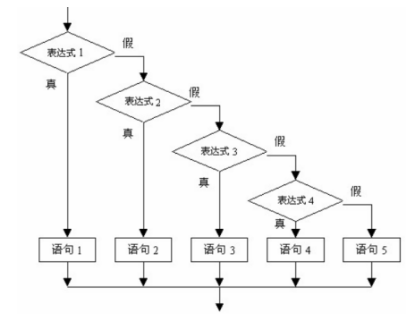 表达式 1
假
真
表达式 2
假
真
表达式 3
假
真
表达式 4
假
真
语句 1
语句 2
语句 3
语句 4
语句 5